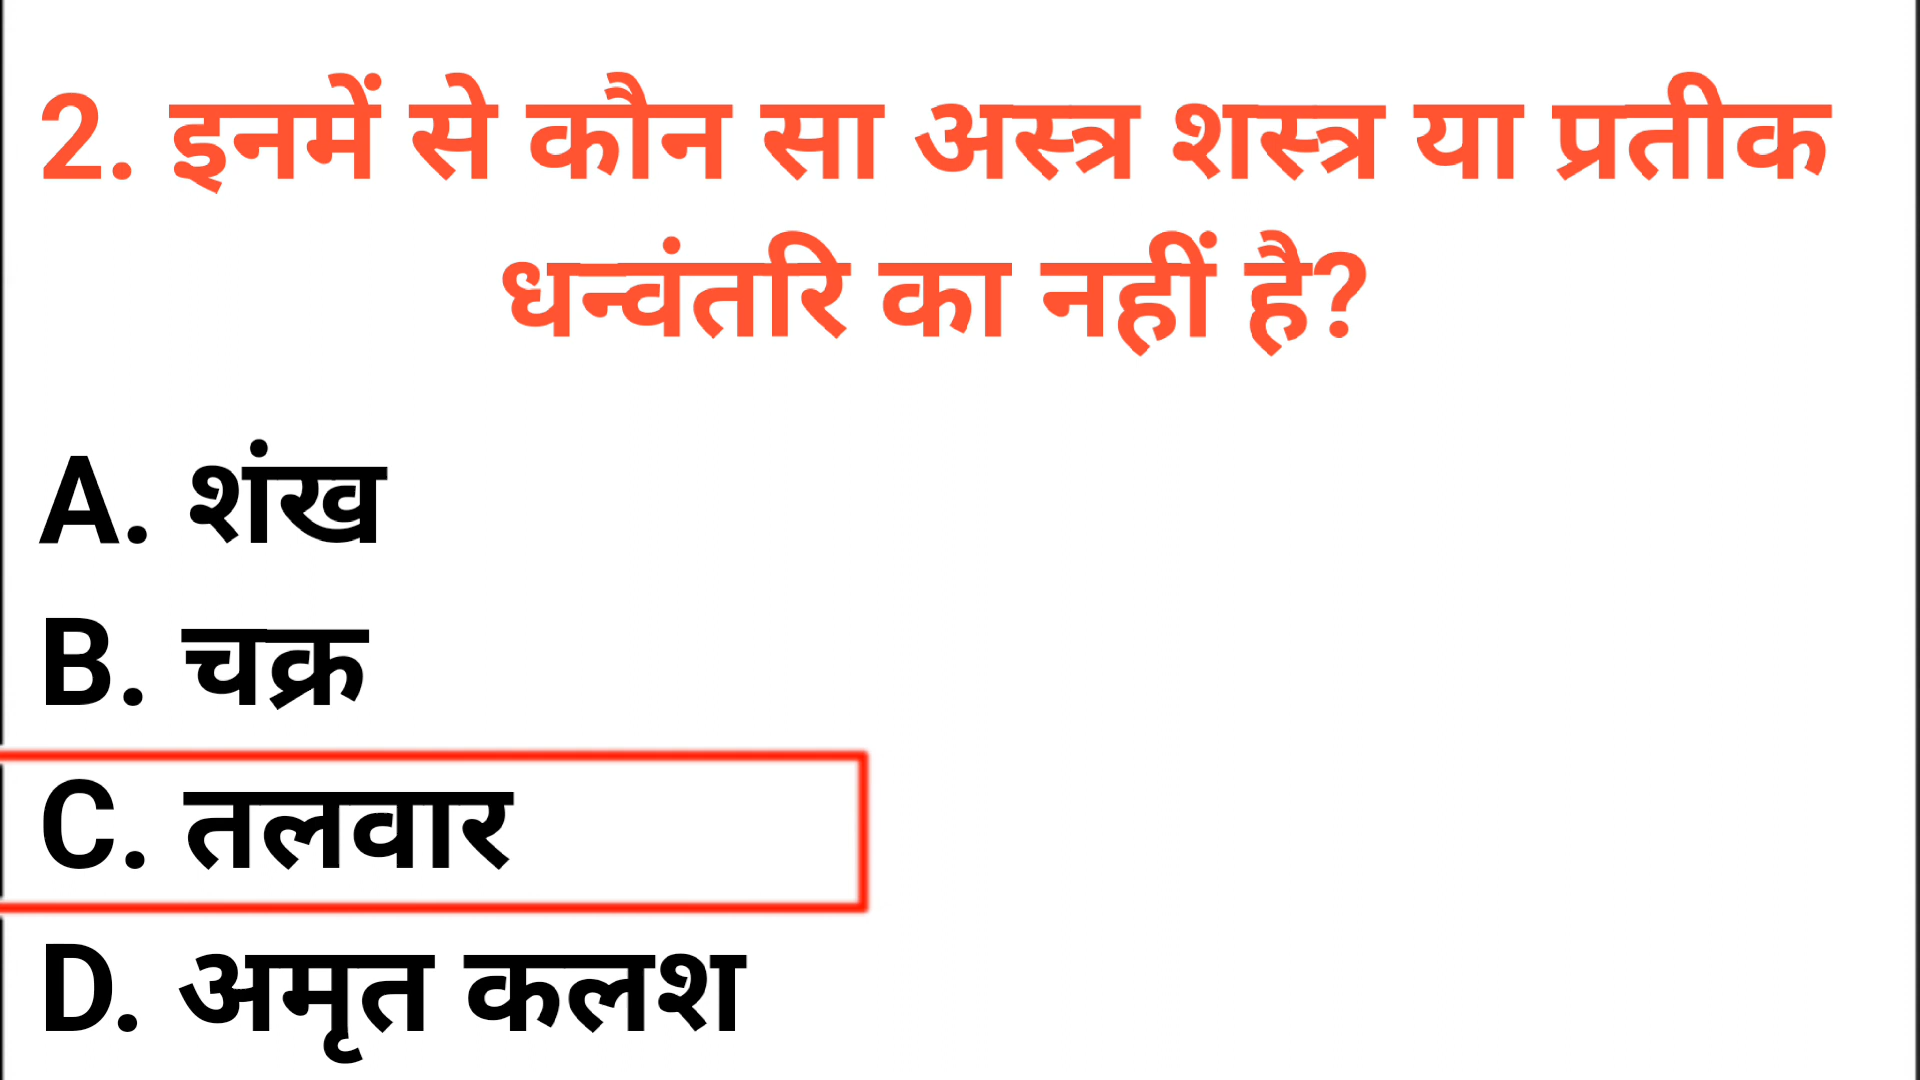 2. इनमें से कौन सा अस्त्र शस्त्र या प्रतीक
धन्वंतरि का नहीं है?
A. शंख
B. चक्र
C. तलवार
D. अमृत कलश